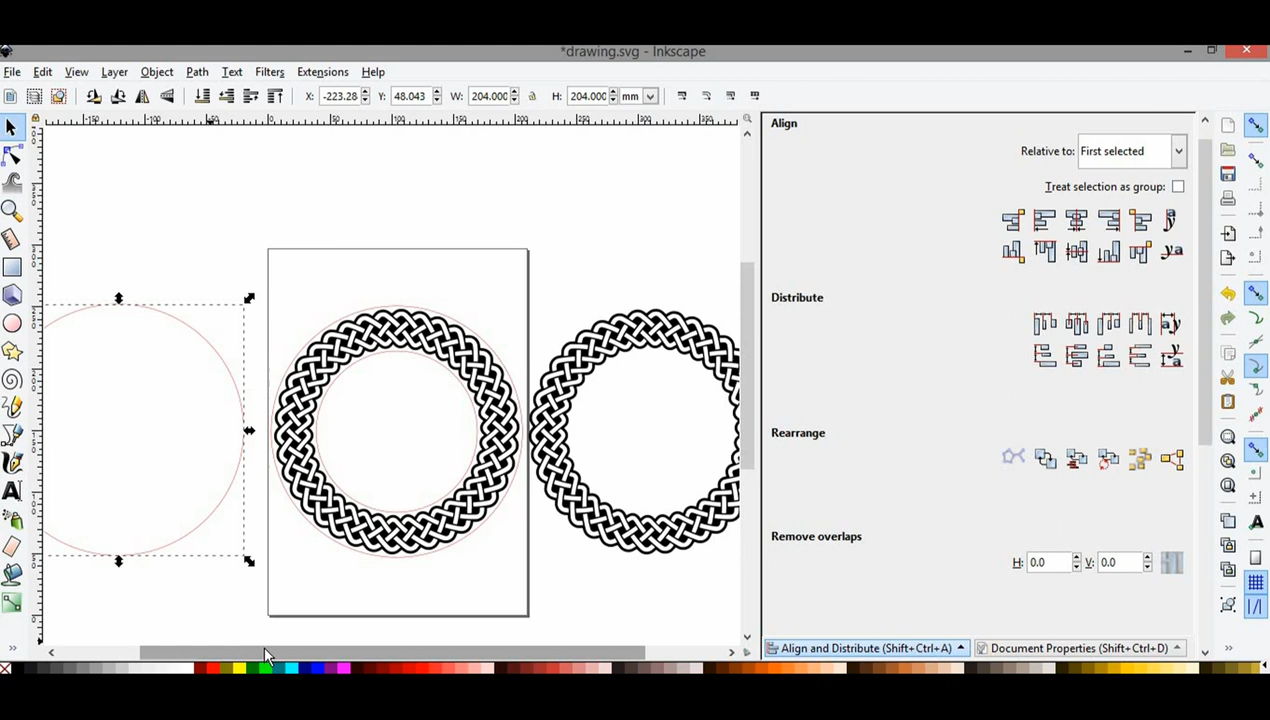 *drawing.svg - Inkscape
File Edit View Layer Object Path Text Filters Extensions Help
X: -223.28 Y: 48.043 W: 204.000 H: 204.000 mm
Align
Relative to: First selected
Treat selection as group:
Distribute
Rearrange
Remove overlaps
H: 0.0 V: 0.0
Align and Distribute (Shift+Ctrl+A) Document Properties (Shift+Ctrl+D)